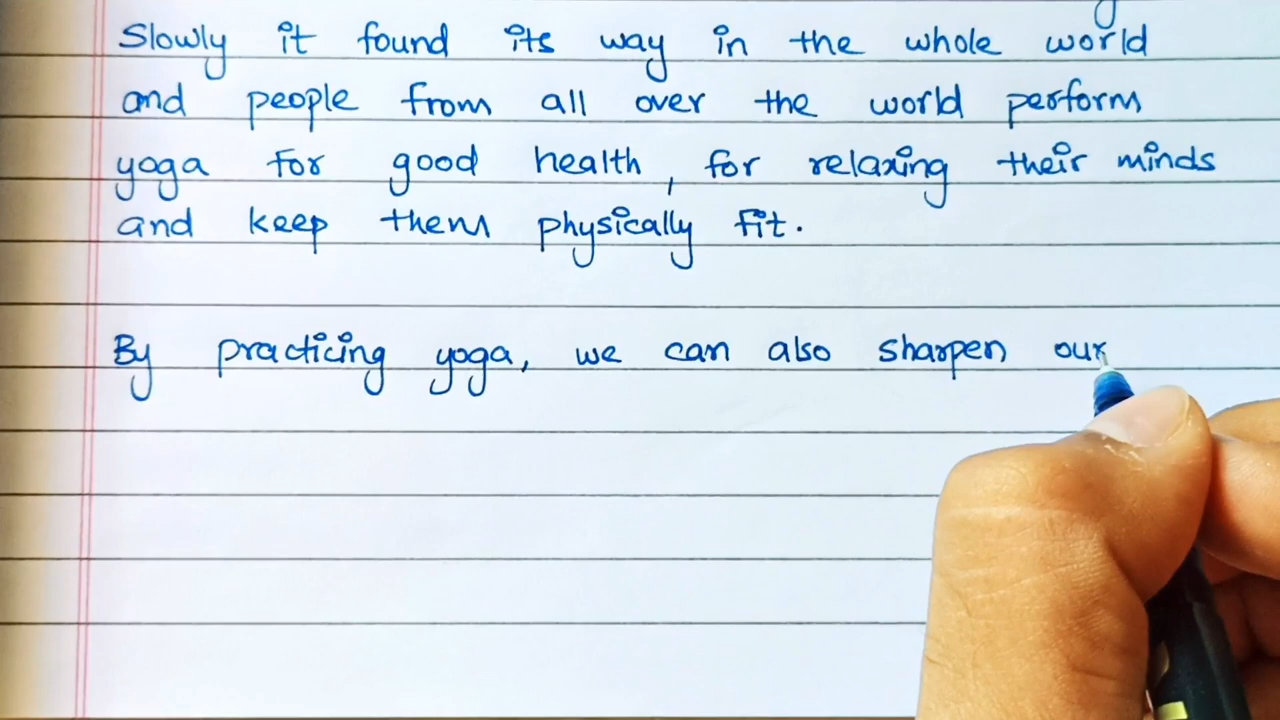 Slowly it found its way in the whole world
and people from all over the world perform
yoga for good health, for relaxing their minds
and keep them physically fit.
By practicing yoga, we can also sharpen our